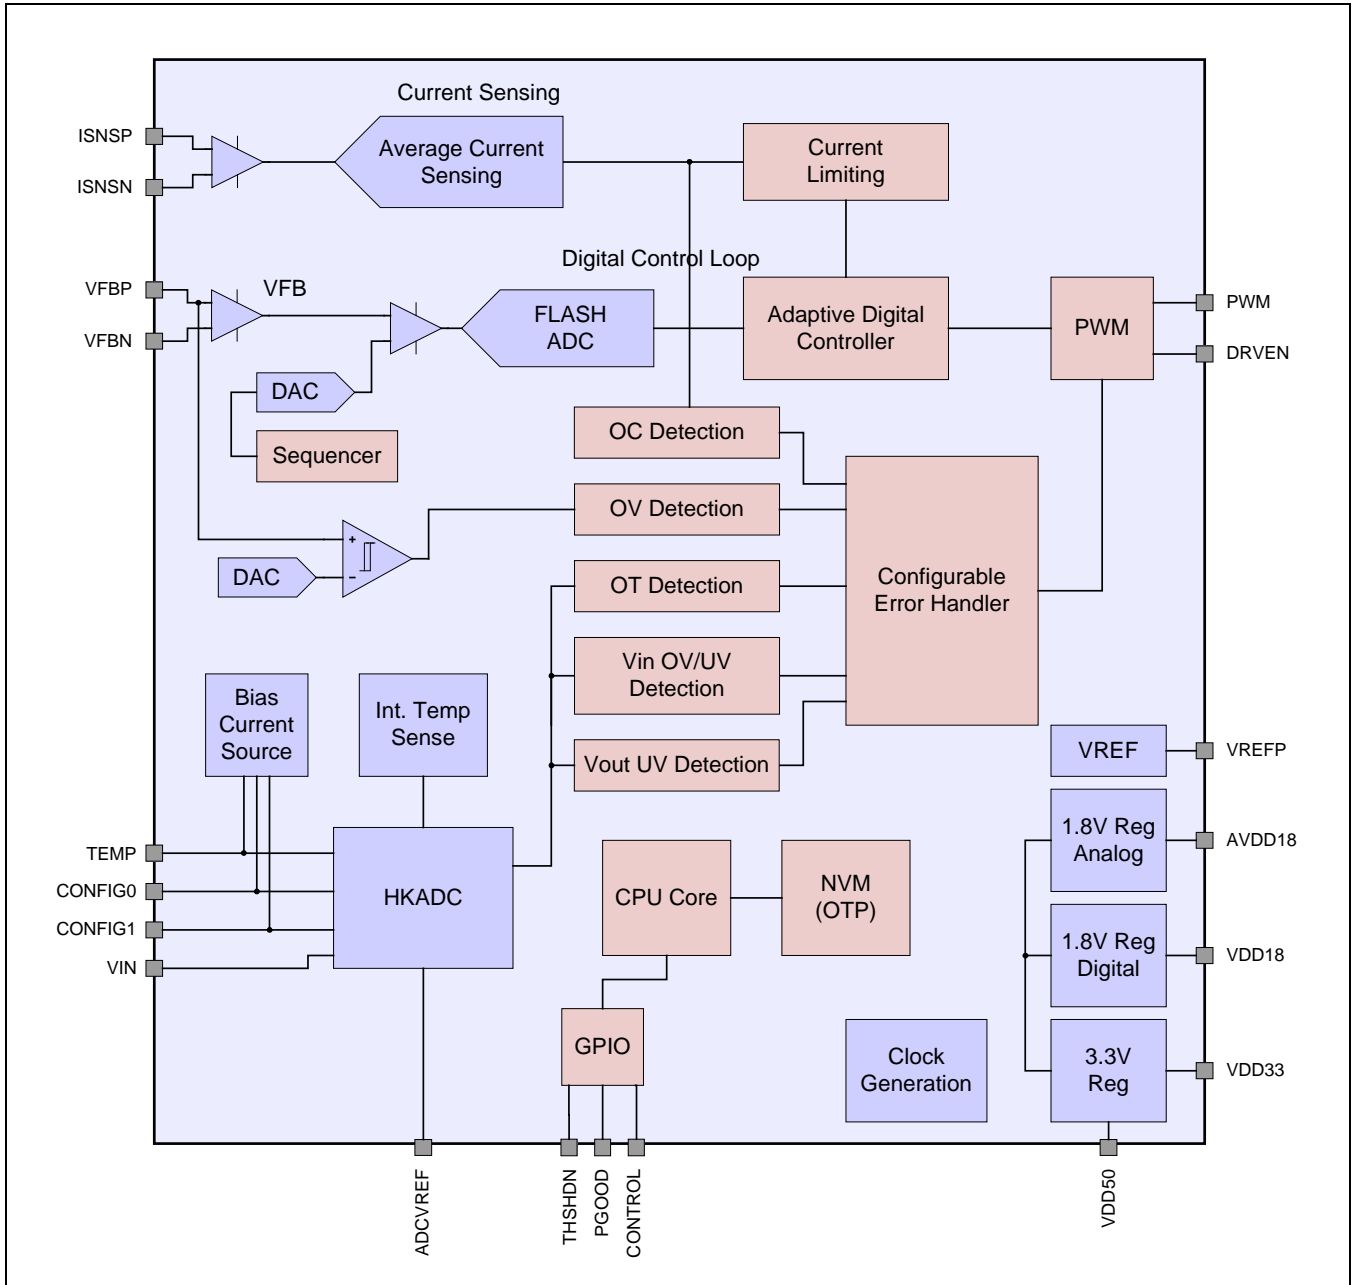 Current Sensing
ISNSP
ISNSN
Average Current
Sensing
Current
Limiting
Digital Control Loop
VFBP
VFBN
VFB
FLASH
ADC
Adaptive Digital
Controller
PWM
PWM
DRVEN
DAC
Sequencer
OC Detection
OV Detection
+
−
DAC
OT Detection
Configurable
Error Handler
Vin OV/UV
Detection
Vout UV Detection
Bias
Current
Source
Int. Temp
Sense
VREF
VREFP
TEMP
CONFIG0
CONFIG1
VIN
HKADC
CPU Core
NVM
(OTP)
1.8V Reg
Analog
AVDD18
1.8V Reg
Digital
VDD18
GPIO
Clock
Generation
3.3V
Reg
VDD33
ADCVREF
THSHDN
PGOOD
CONTROL
VDD50